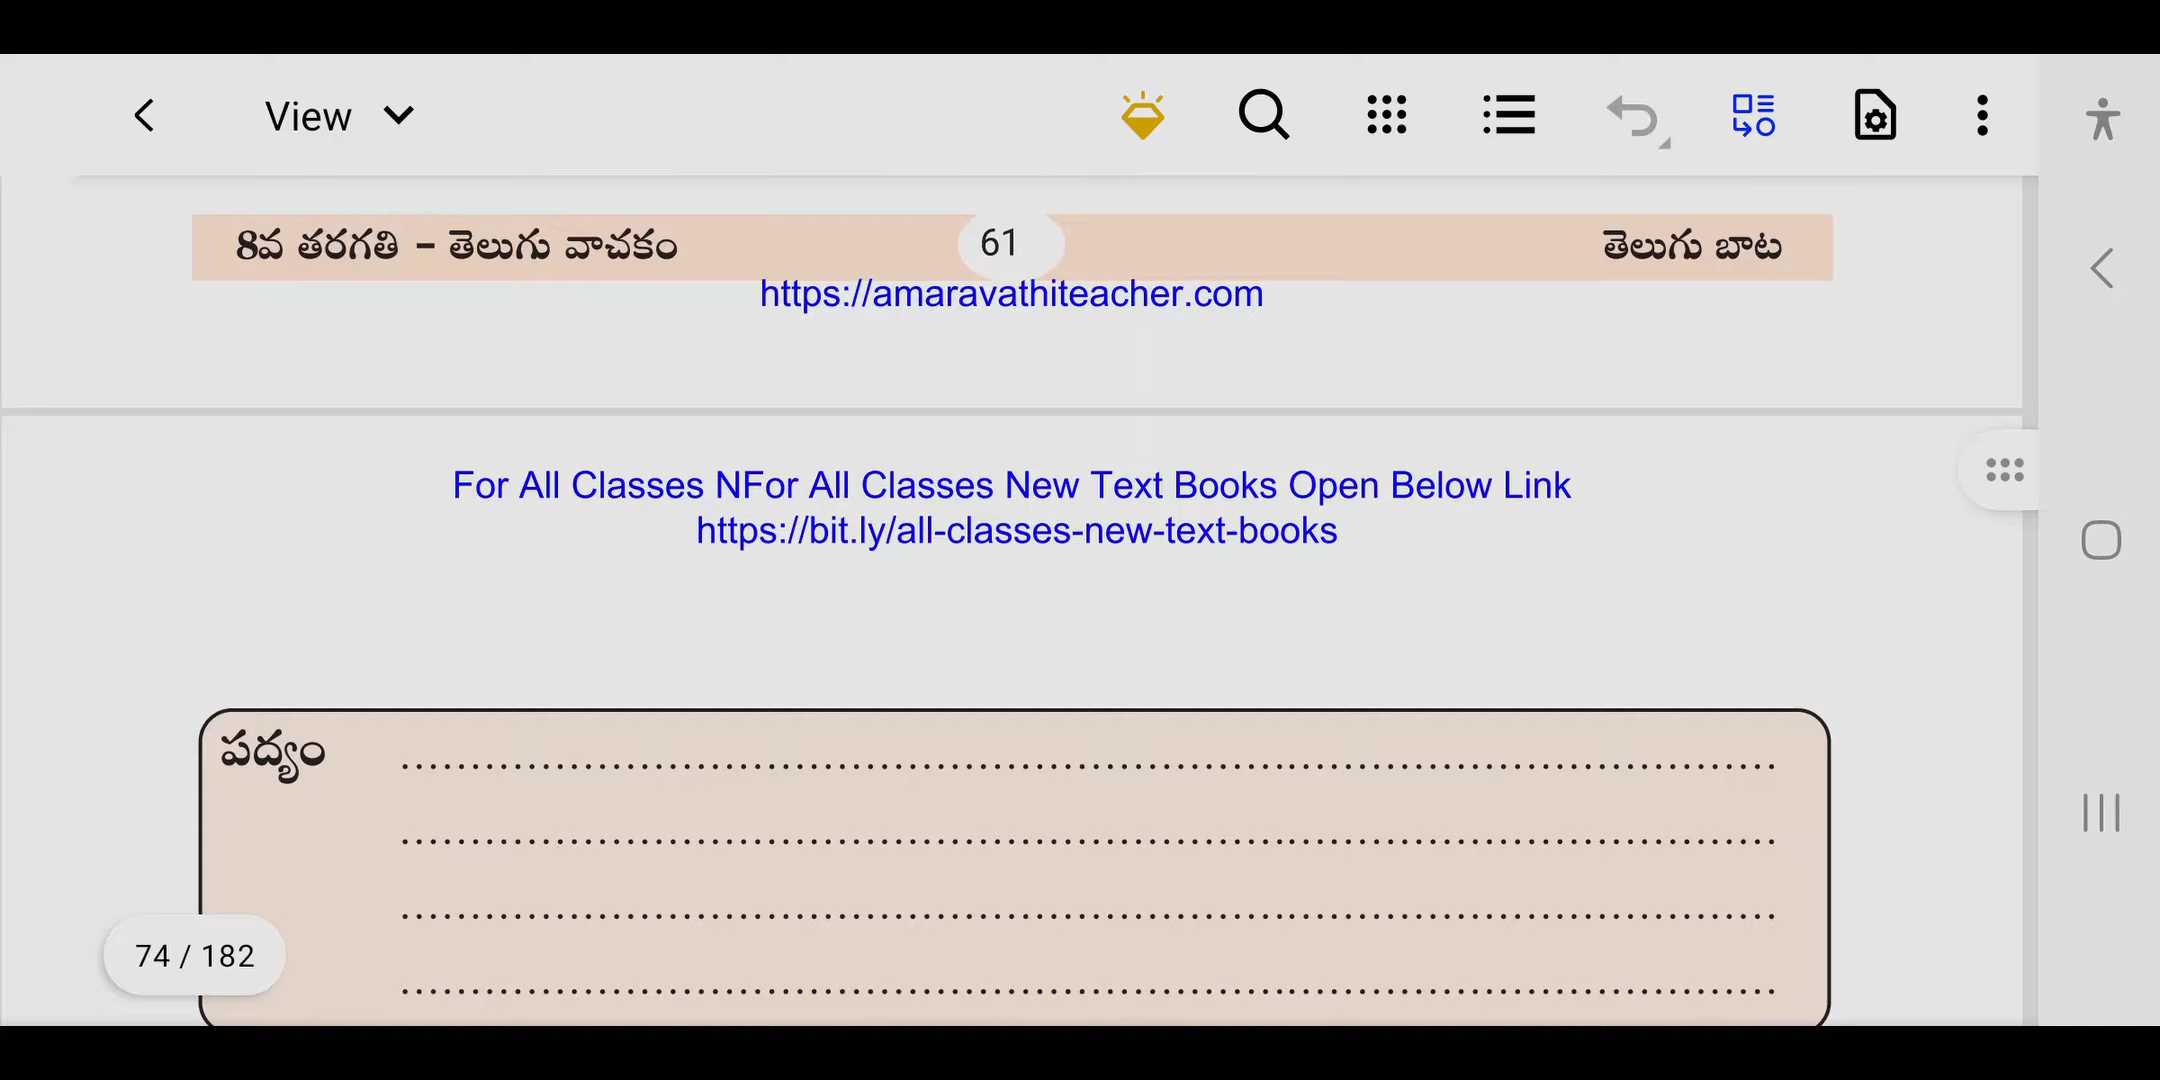 View
8వ తరగతి – తెలుగు వాచకం 61 తెలుగు బాట
https://amaravathiteacher.com
For All Classes NFor All Classes New Text Books Open Below Link
https://bit.ly/all-classes-new-text-books
పద్యం
74 / 182